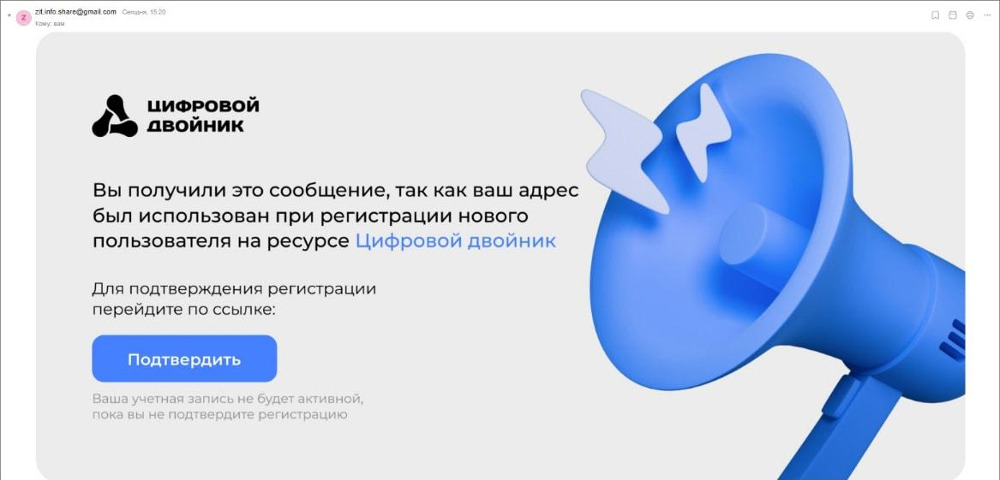 Z
zif.info.share@gmail.com Сегодня, 15:20
Кому: вам
ЦИФРОВОЙ
ДВОЙНИК
Вы получили это сообщение, так как ваш адрес
был использован при регистрации нового
пользователя на ресурсе Цифровой двойник
Для подтверждения регистрации
перейдите по ссылке:
Подтвердить
Ваша учетная запись не будет активной,
пока вы не подтвердите регистрацию